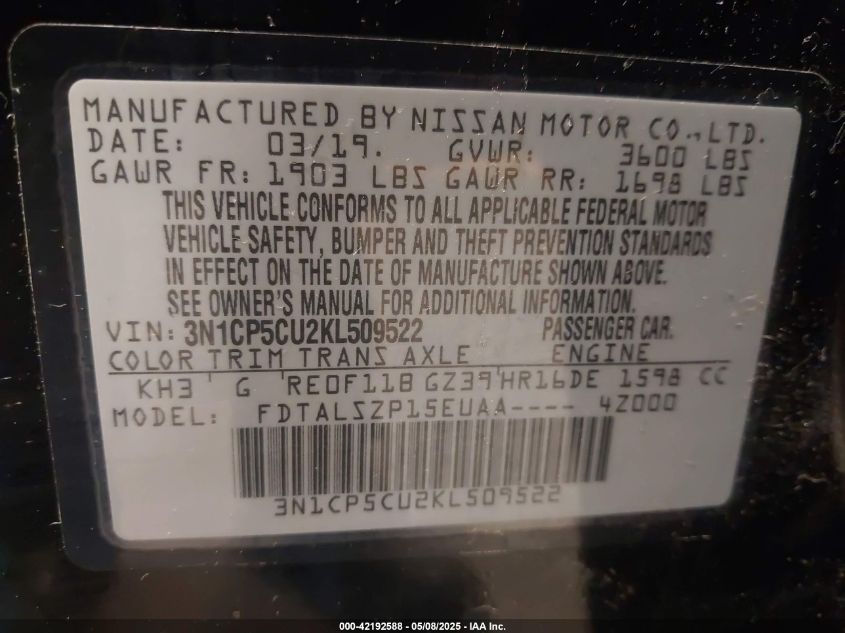 MANUFACTURED BY NISSAN MOTOR CO., LTD.
DATE: 03/19. GVWR: 3600 LBS
GAWR FR: 1903 LBS GAWR RR: 1698 LBS
THIS VEHICLE CONFORMS TO ALL APPLICABLE FEDERAL MOTOR
VEHICLE SAFETY, BUMPER AND THEFT PREVENTION STANDARDS
IN EFFECT ON THE DATE OF MANUFACTURE SHOWN ABOVE.
SEE OWNER'S MANUAL FOR ADDITIONAL INFORMATION.
VIN: 3N1CP5CU2KL509522 PASSENGER CAR.
COLOR TRIM TRANS AXLE ENGINE
KH3 G RE0F11B GZ39 HR16DE 1598 CC
MODEL: FDTALSZP15EUAA---- 4Z000
3N1CP5CU2KL509522
000-42192588 - 05/08/2025 - IAA Inc.